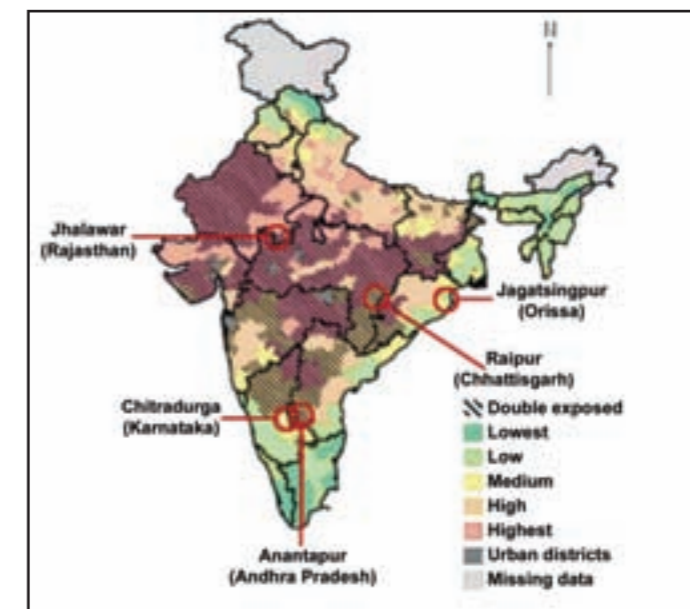 N
Jhalawar
(Rajasthan)
Jagatsingpur
(Orissa)
Raipur
(Chhattisgarh)
Chitradurga
(Karnataka)
Anantapur
(Andhra Pradesh)
Double exposed
Lowest
Low
Medium
High
Highest
Urban districts
Missing data